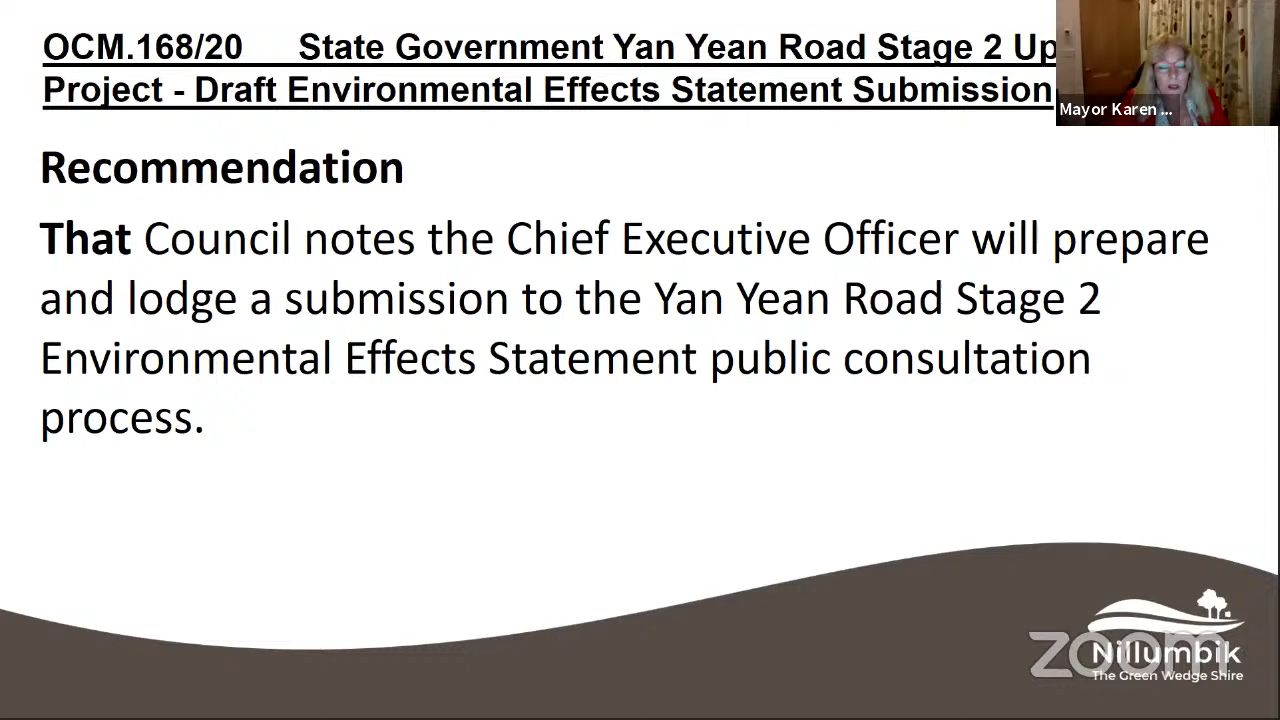 OCM.168/20 State Government Yan Yean Road Stage 2 Up
Project - Draft Environmental Effects Statement Submission
Mayor Karen ...
Recommendation
That Council notes the Chief Executive Officer will prepare
and lodge a submission to the Yan Yean Road Stage 2
Environmental Effects Statement public consultation
process.
zoom
Nillumbik
The Green Wedge Shire